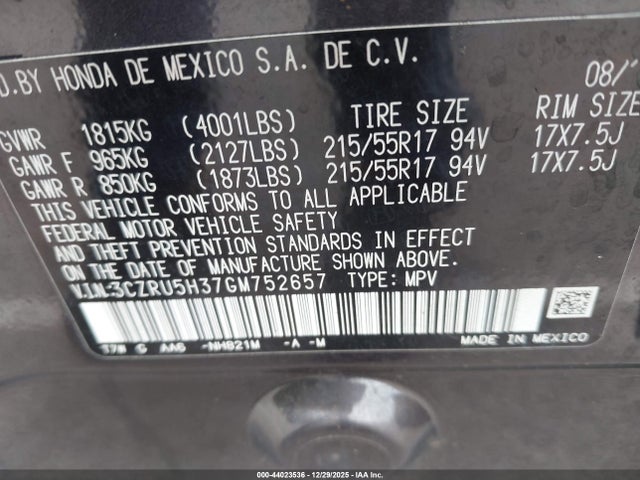 D.BY HONDA DE MEXICO S.A. DE C.V. 08/
TIRE SIZE RIM SIZE
GVWR 1815KG (4001LBS)
GAWR F 965KG (2127LBS) 215/55R17 94V 17X7.5J
GAWR R 850KG (1873LBS) 215/55R17 94V 17X7.5J
THIS VEHICLE CONFORMS TO ALL APPLICABLE
FEDERAL MOTOR VEHICLE SAFETY
AND THEFT PREVENTION STANDARDS IN EFFECT
ON THE DATE OF MANUFACTURE SHOWN ABOVE.
V.I.N.:3CZRU5H37GM752657 TYPE: MPV
G AA6 -NH821M -A -M MADE IN MEXICO
000-44023536 - 12/29/2025 - IAA Inc.